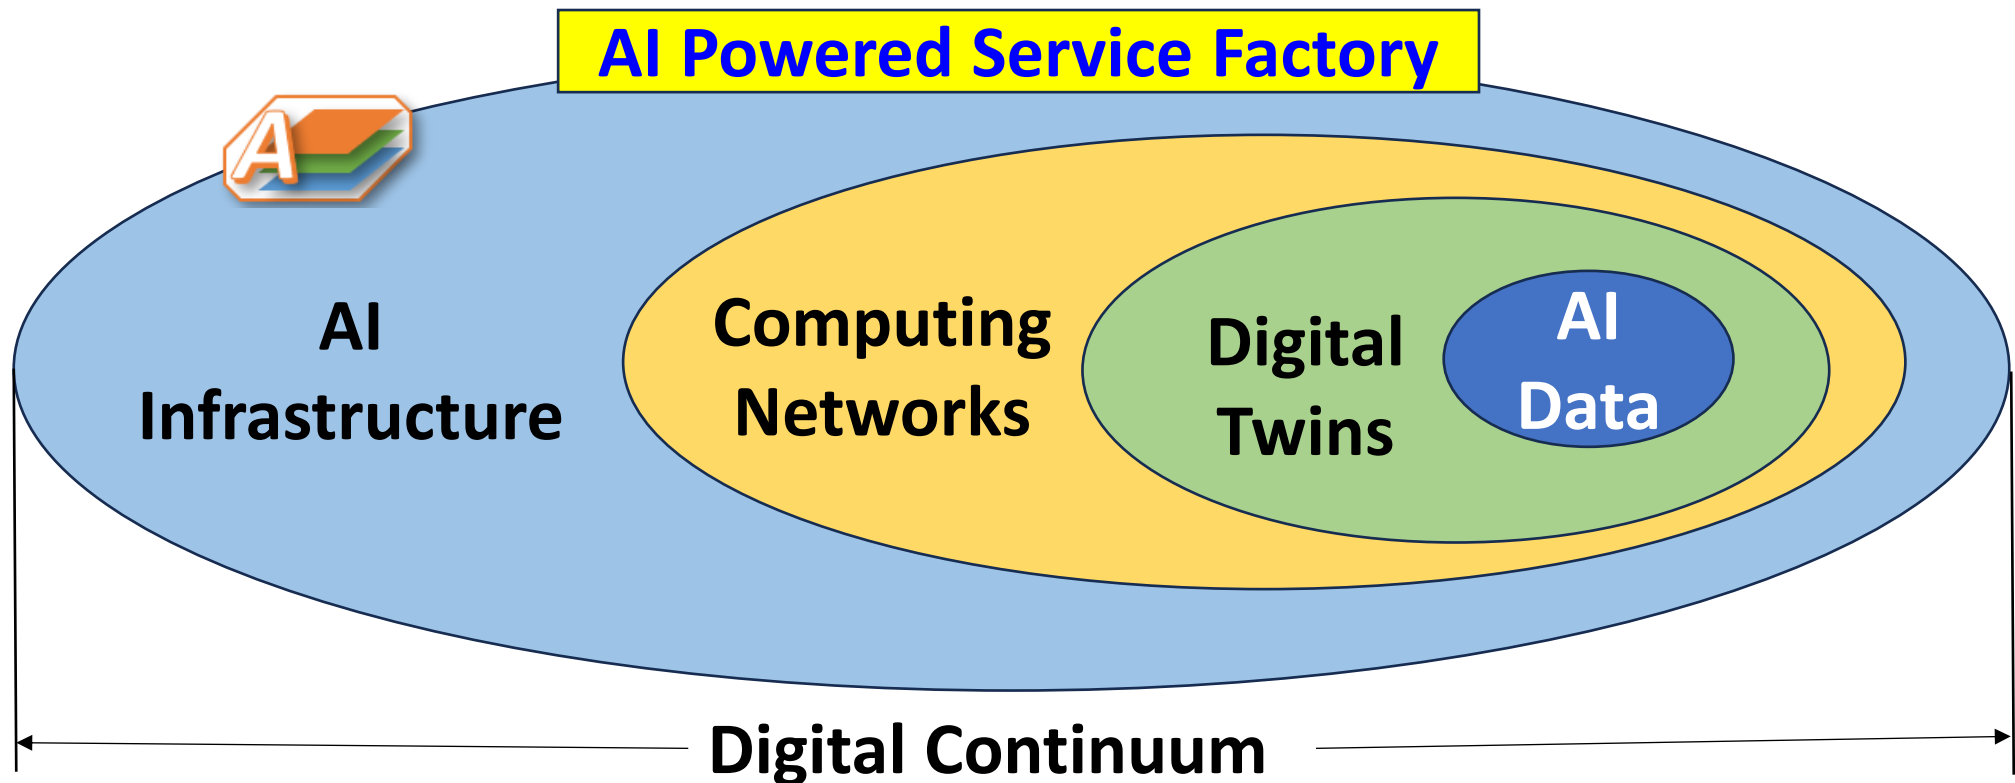 AI Powered Service Factory
A
AI
Infrastructure
Computing
Networks
Digital
Twins
AI
Data
Digital Continuum